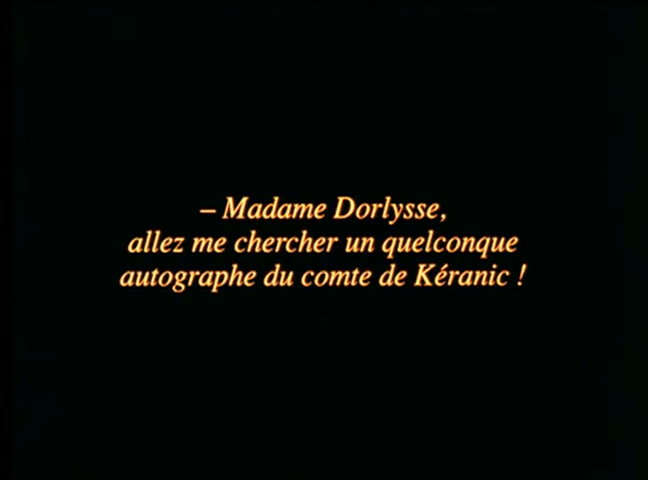 – Madame Dorlysse,
allez me chercher un quelconque
autographe du comte de Kéranic !